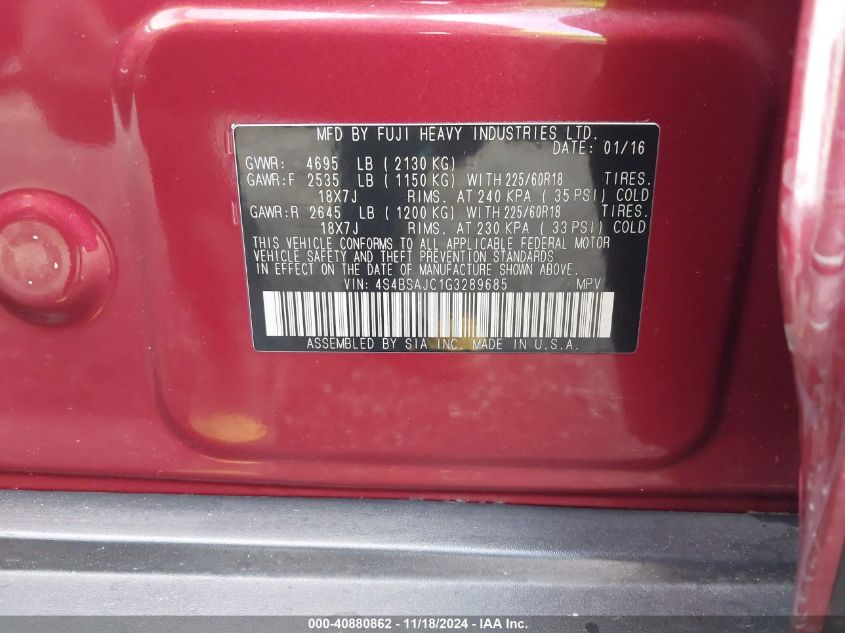 MFD BY FUJI HEAVY INDUSTRIES LTD.
DATE: 01/16
GVWR: 4695 LB ( 2130 KG)
GAWR:F 2535 LB ( 1150 KG) WITH 225/60R18 TIRES.
18X7J RIMS. AT 240 KPA ( 35 PSI) COLD
GAWR:R 2645 LB ( 1200 KG) WITH 225/60R18 TIRES.
18X7J RIMS. AT 230 KPA ( 33 PSI) COLD
THIS VEHICLE CONFORMS TO ALL APPLICABLE FEDERAL MOTOR
VEHICLE SAFETY AND THEFT PREVENTION STANDARDS
IN EFFECT ON THE DATE OF MANUFACTURE SHOWN ABOVE.
VIN: 4S4BSAJC1G3289685 MPV
ASSEMBLED BY SIA INC. MADE IN U.S.A.
000-40880862 - 11/18/2024 - IAA Inc.